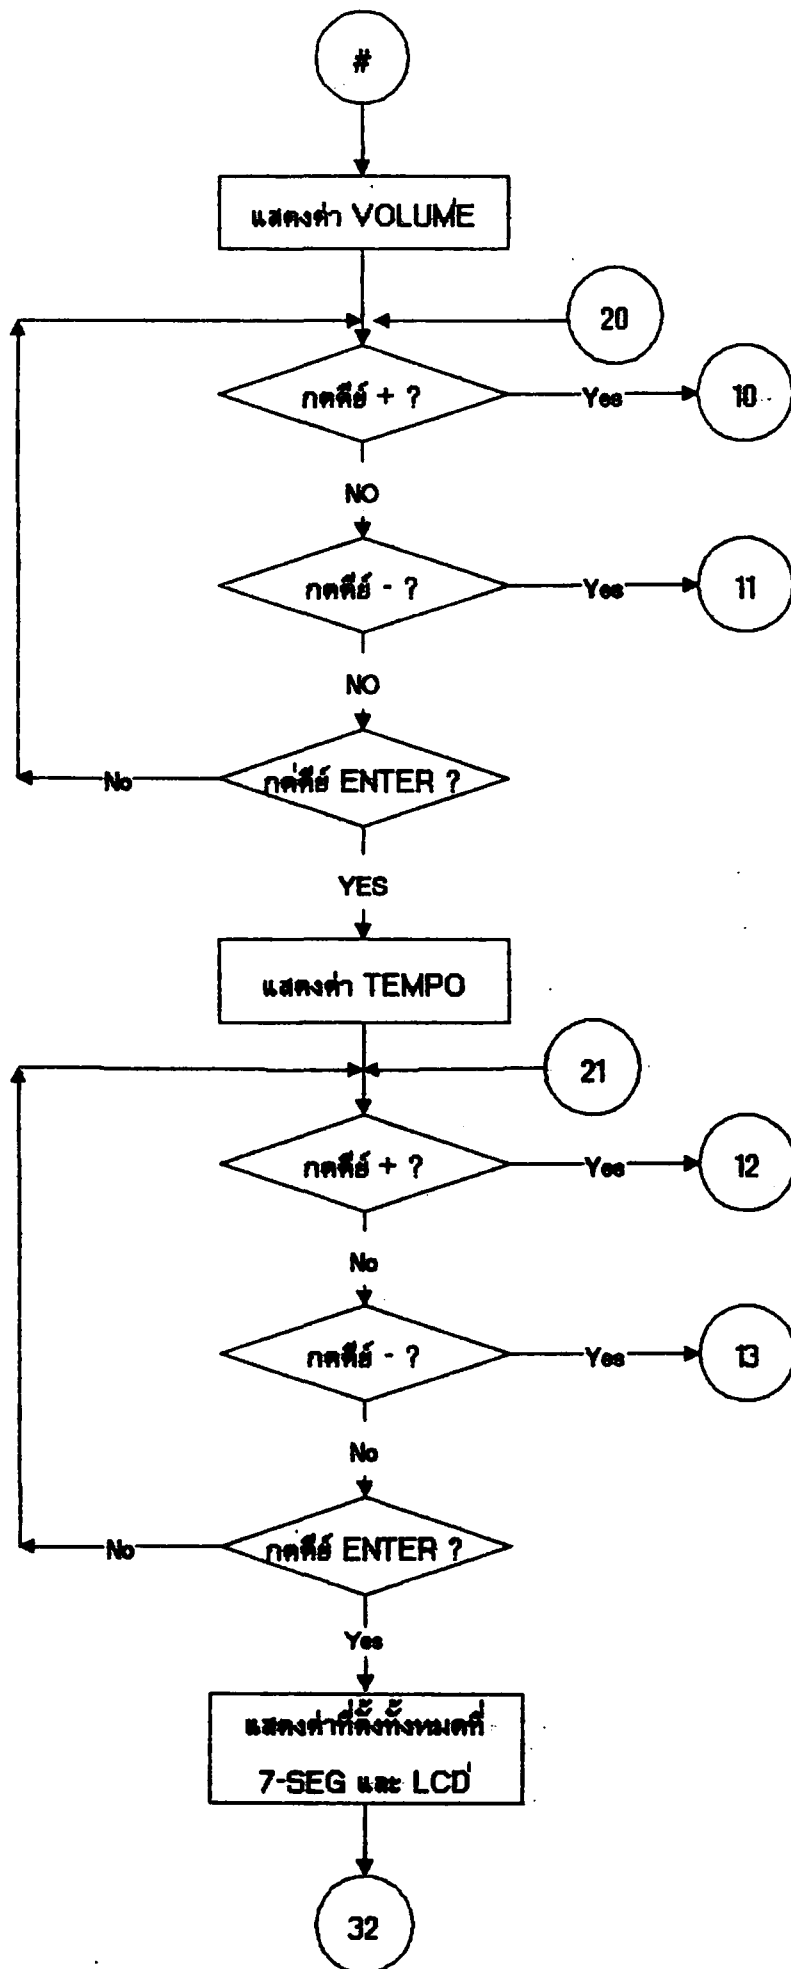 #
แสดงค่า VOLUME
20
กดคีย์ + ?
Yes
10
NO
กดคีย์ - ?
Yes
11
NO
กดคีย์ ENTER ?
No
YES
แสดงค่า TEMPO
21
กดคีย์ + ?
Yes
12
No
กดคีย์ - ?
Yes
13
No
กดคีย์ ENTER ?
No
Yes
แสดงค่าที่ตั้งทั้งหมดที่
7-SEG และ LCD
32